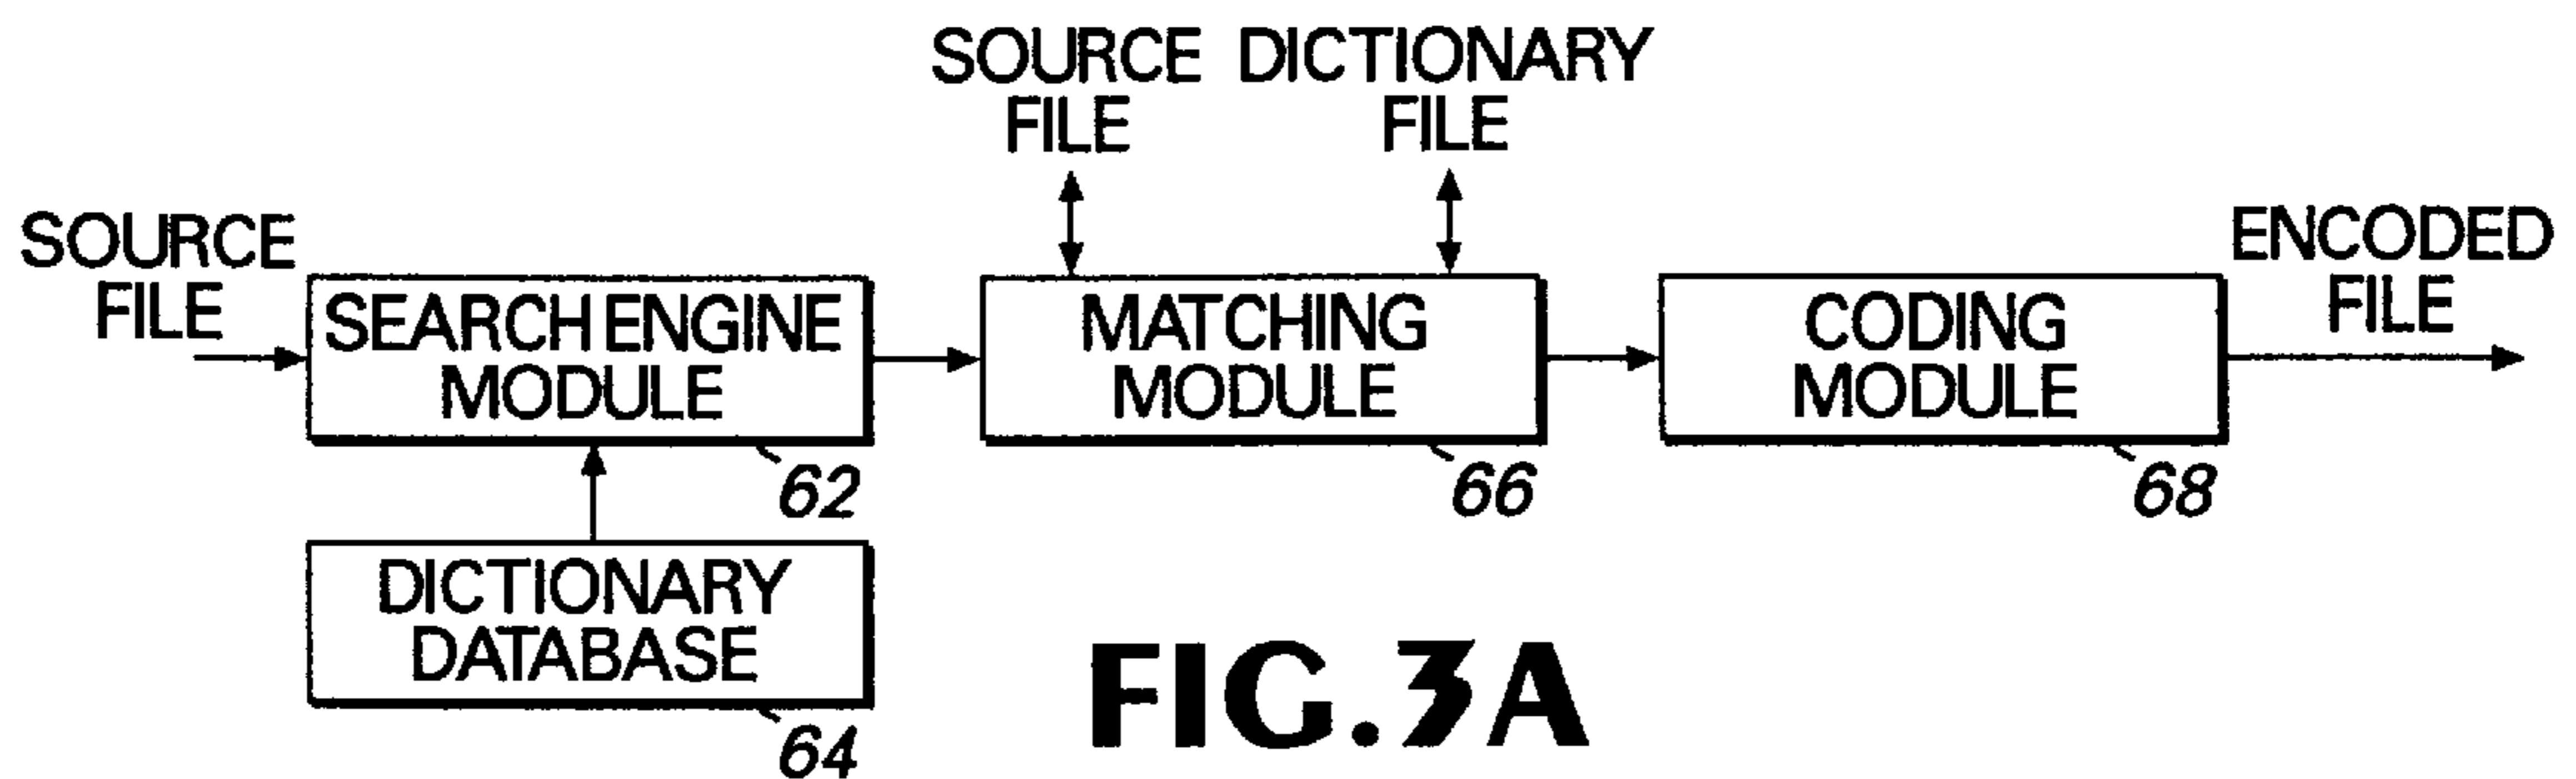 SOURCE DICTIONARY
FILE FILE
SOURCE
FILE
SEARCH ENGINE
MODULE
62
MATCHING
MODULE
66
CODING
MODULE
68
ENCODED
FILE
DICTIONARY
DATABASE
64
FIG.3A